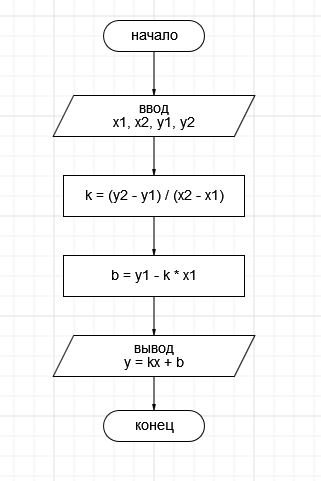 начало
ввод
x1, x2, y1, y2
k = (y2 - y1) / (x2 - x1)
b = y1 - k * x1
вывод
y = kx + b
конец